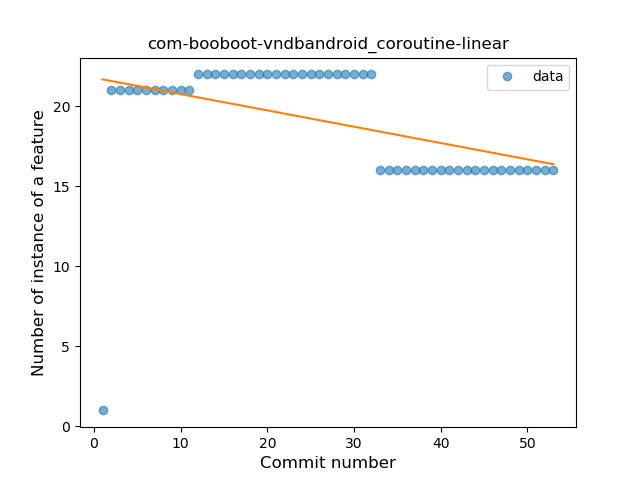 com-booboot-vndbandroid_coroutine-linear
data
Number of instance of a feature
20
15
10
5
0
0 10 20 30 40 50
Commit number